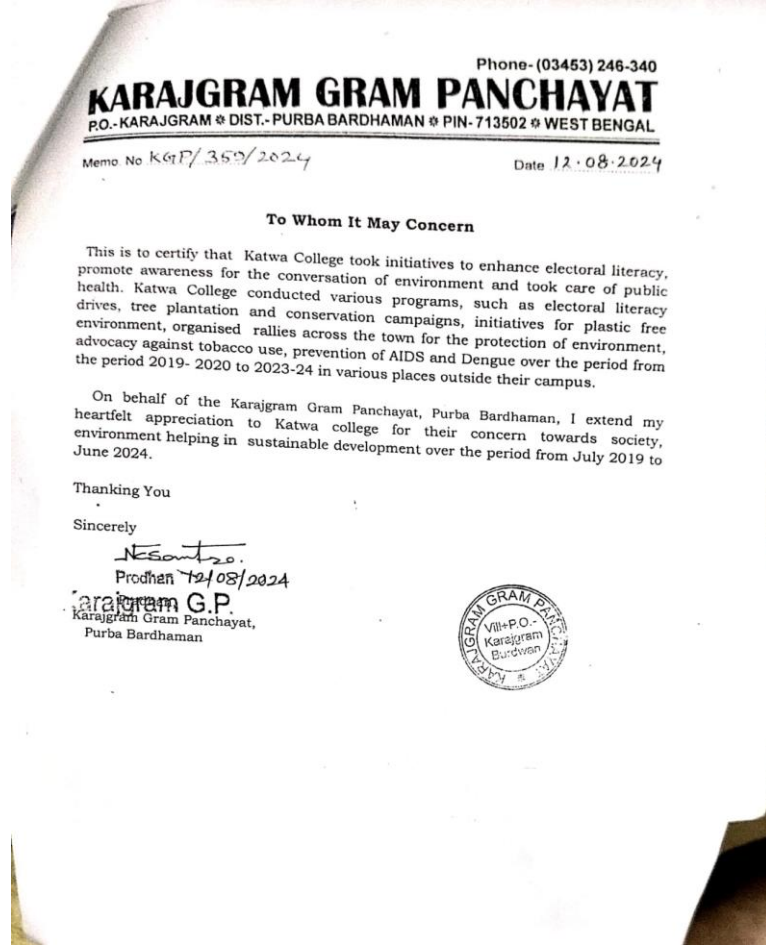 Phone- (03453) 246-340
KARAJGRAM GRAM PANCHAYAT
P.O.- KARAJGRAM ❉ DIST.- PURBA BARDHAMAN ❉ PIN- 713502 ❉ WEST BENGAL
Memo No KGP/ /2024
Date 12.08.2024
To Whom It May Concern
This is to certify that Katwa College took initiatives to enhance electoral literacy,
promote awareness for the conversation of environment and took care of public
health. Katwa College conducted various programs, such as electoral literacy
drives, tree plantation and conservation campaigns, initiatives for plastic free
environment, organised rallies across the town for the protection of environment,
advocacy against tobacco use, prevention of AIDS and Dengue over the period from
the period 2019- 2020 to 2023-24 in various places outside their campus.
On behalf of the Karajgram Gram Panchayat, Purba Bardhaman, I extend my
heartfelt appreciation to Katwa college for their concern towards society,
environment helping in sustainable development over the period from July 2019 to
June 2024.
Thanking You
Sincerely
Prodhan 12/08/2024
arajgram G.P.
Karajgram Gram Panchayat,
Purba Bardhaman
KARAJGRAM GRAM PANCHAYAT
Vill+P.O.-
Karajgram
Burdwan